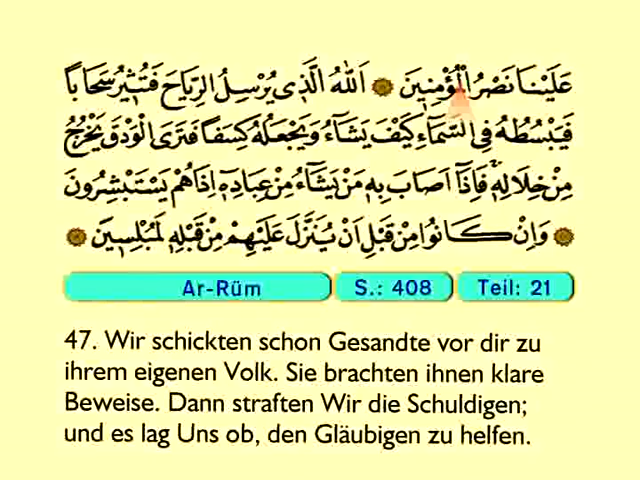 عَلَيْنَا نَصْرُ الْمُؤْمِنِينَ ۞ اَللّٰهُ الَّذ۪ي يُرْسِلُ الرِّيَاحَ فَتُث۪يرُ سَحَابًا
فَيَبْسُطُهُ فِي السَّمَٓاءِ كَيْفَ يَشَٓاءُ وَيَجْعَلُهُ كِسَفًا فَتَرَى الْوَدْقَ يَخْرُجُ
مِنْ خِلَالِه۪ۚ فَاِذَٓا اَصَابَ بِه۪ مَنْ يَشَٓاءُ مِنْ عِبَادِه۪ٓ اِذَا هُمْ يَسْتَبْشِرُونَ
۞ وَاِنْ كَانُوا مِنْ قَبْلِ اَنْ يُنَزَّلَ عَلَيْهِمْ مِنْ قَبْلِه۪ لَمُبْلِس۪ينَ ۞
Ar-Rüm S.: 408 Teil: 21
47. Wir schickten schon Gesandte vor dir zu
ihrem eigenen Volk. Sie brachten ihnen klare
Beweise. Dann straften Wir die Schuldigen;
und es lag Uns ob, den Gläubigen zu helfen.